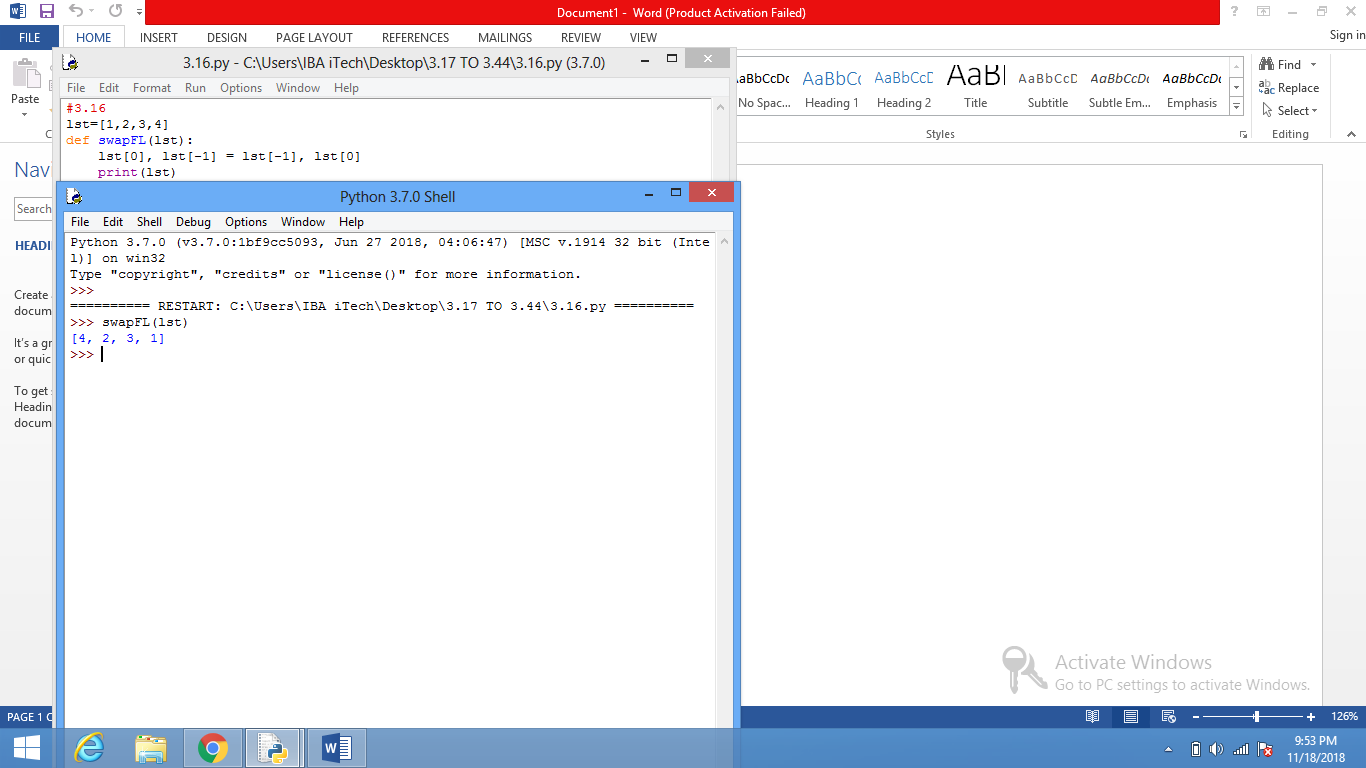 Document1 -  Word (Product Activation Failed)
FILE
HOME
INSERT
DESIGN
PAGE LAYOUT
REFERENCES
MAILINGS
REVIEW
VIEW
Sign in
Paste
AaBbCcDc
AaBbCc
AaBbCcD
AaBl
AaBbCcD
AaBbCcDc
AaBbCcDc
No Spac...
Heading 1
Heading 2
Title
Subtitle
Subtle Em...
Emphasis
Styles
Find
Replace
Select
Editing
3.16.py - C:\Users\IBA iTech\Desktop\3.17 TO 3.44\3.16.py (3.7.0)
File Edit Format Run Options Window Help
#3.16
lst=[1,2,3,4]
def swapFL(lst):
    lst[0], lst[-1] = lst[-1], lst[0]
    print(lst)
Navi
Search
HEADI
Create
docum
It's a gr
or quic
To get
Headin
docum
Python 3.7.0 Shell
File Edit Shell Debug Options Window Help
Python 3.7.0 (v3.7.0:1bf9cc5093, Jun 27 2018, 04:06:47) [MSC v.1914 32 bit (Inte
l)] on win32
Type "copyright", "credits" or "license()" for more information.
>>>
========== RESTART: C:\Users\IBA iTech\Desktop\3.17 TO 3.44\3.16.py ==========
>>> swapFL(lst)
[4, 2, 3, 1]
>>>
Activate Windows
Go to PC settings to activate Windows.
PAGE 1
126%
9:53 PM
11/18/2018